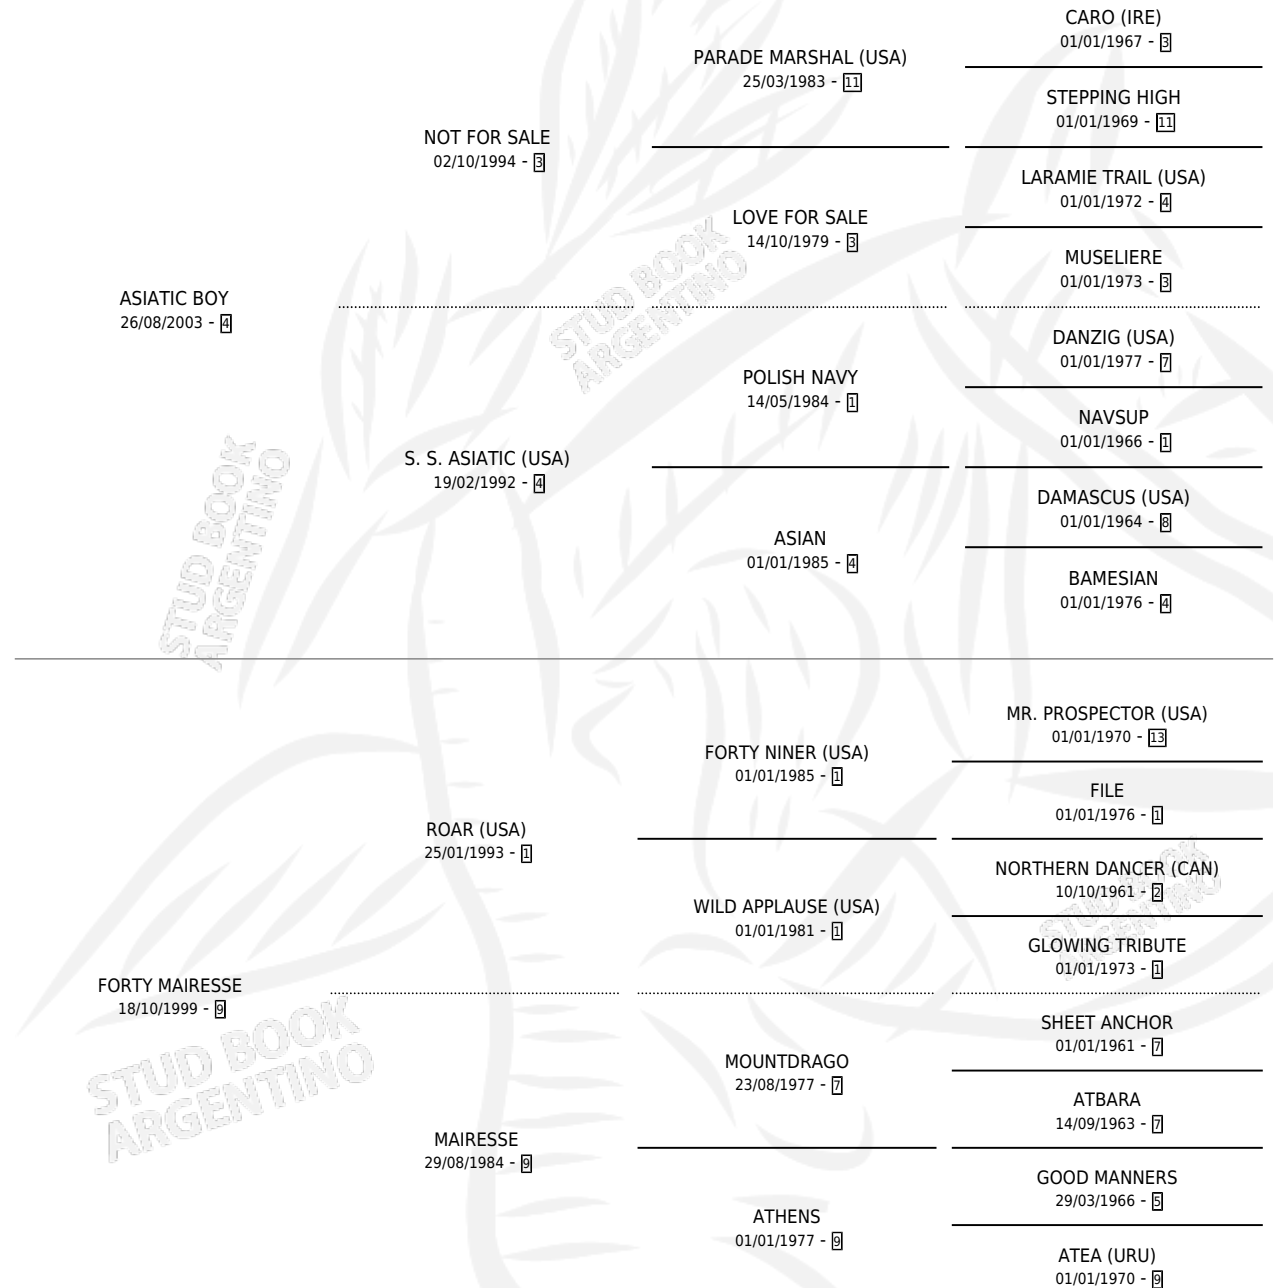 CARO (IRE)
01/01/1967 - 3
PARADE MARSHAL (USA)
25/03/1983 - 11
STEPPING HIGH
01/01/1969 - 11
NOT FOR SALE
02/10/1994 - 3
LARAMIE TRAIL (USA)
01/01/1972 - 4
LOVE FOR SALE
14/10/1979 - 3
MUSELIERE
01/01/1973 - 3
ASIATIC BOY
26/08/2003 - 4
STUD BOOK
ARGENTINO
DANZIG (USA)
01/01/1977 - 7
POLISH NAVY
14/05/1984 - 1
NAVSUP
01/01/1966 - 1
S. S. ASIATIC (USA)
19/02/1992 - 4
DAMASCUS (USA)
01/01/1964 - 8
ASIAN
01/01/1985 - 4
BAMESIAN
01/01/1976 - 4
STUD BOOK
ARGENTINO
MR. PROSPECTOR (USA)
01/01/1970 - 13
FORTY NINER (USA)
01/01/1985 - 1
FILE
01/01/1976 - 1
ROAR (USA)
25/01/1993 - 1
NORTHERN DANCER (CAN)
10/10/1961 - 2
WILD APPLAUSE (USA)
01/01/1981 - 1
GLOWING TRIBUTE
01/01/1973 - 1
STUD BOOK
ARGENTINO
FORTY MAIRESSE
18/10/1999 - 9
STUD BOOK
ARGENTINO
SHEET ANCHOR
01/01/1961 - 7
MOUNTDRAGO
23/08/1977 - 7
ATBARA
14/09/1963 - 7
MAIRESSE
29/08/1984 - 9
GOOD MANNERS
29/03/1966 - 5
ATHENS
01/01/1977 - 9
ATEA (URU)
01/01/1970 - 9